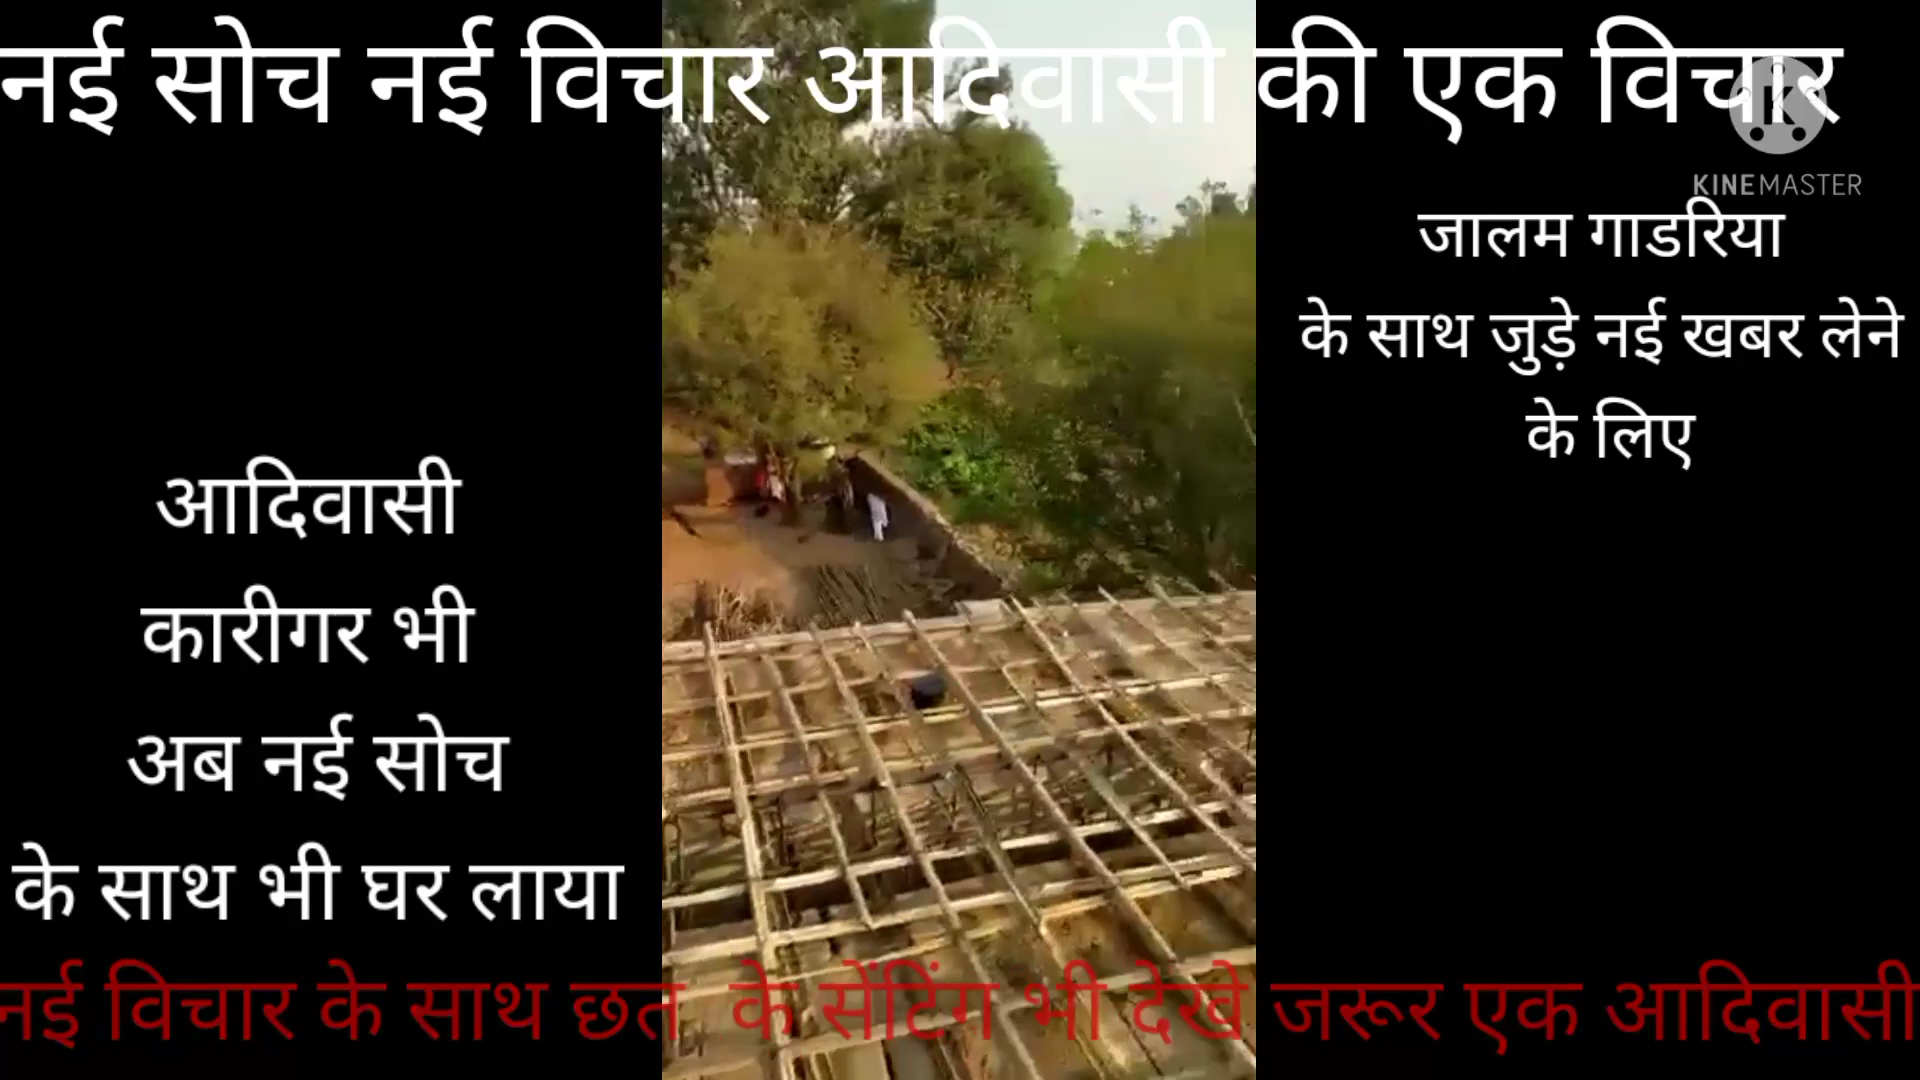 नई सोच नई विचार आदिवासी की एक विचार
KINEMASTER
जालम गाडरिया
के साथ जुड़े नई खबर लेने
के लिए
आदिवासी
कारीगर भी
अब नई सोच
के साथ भी घर लाया
नई विचार के साथ छत के सेंटिंग भी देखे जरूर एक आदिवासी